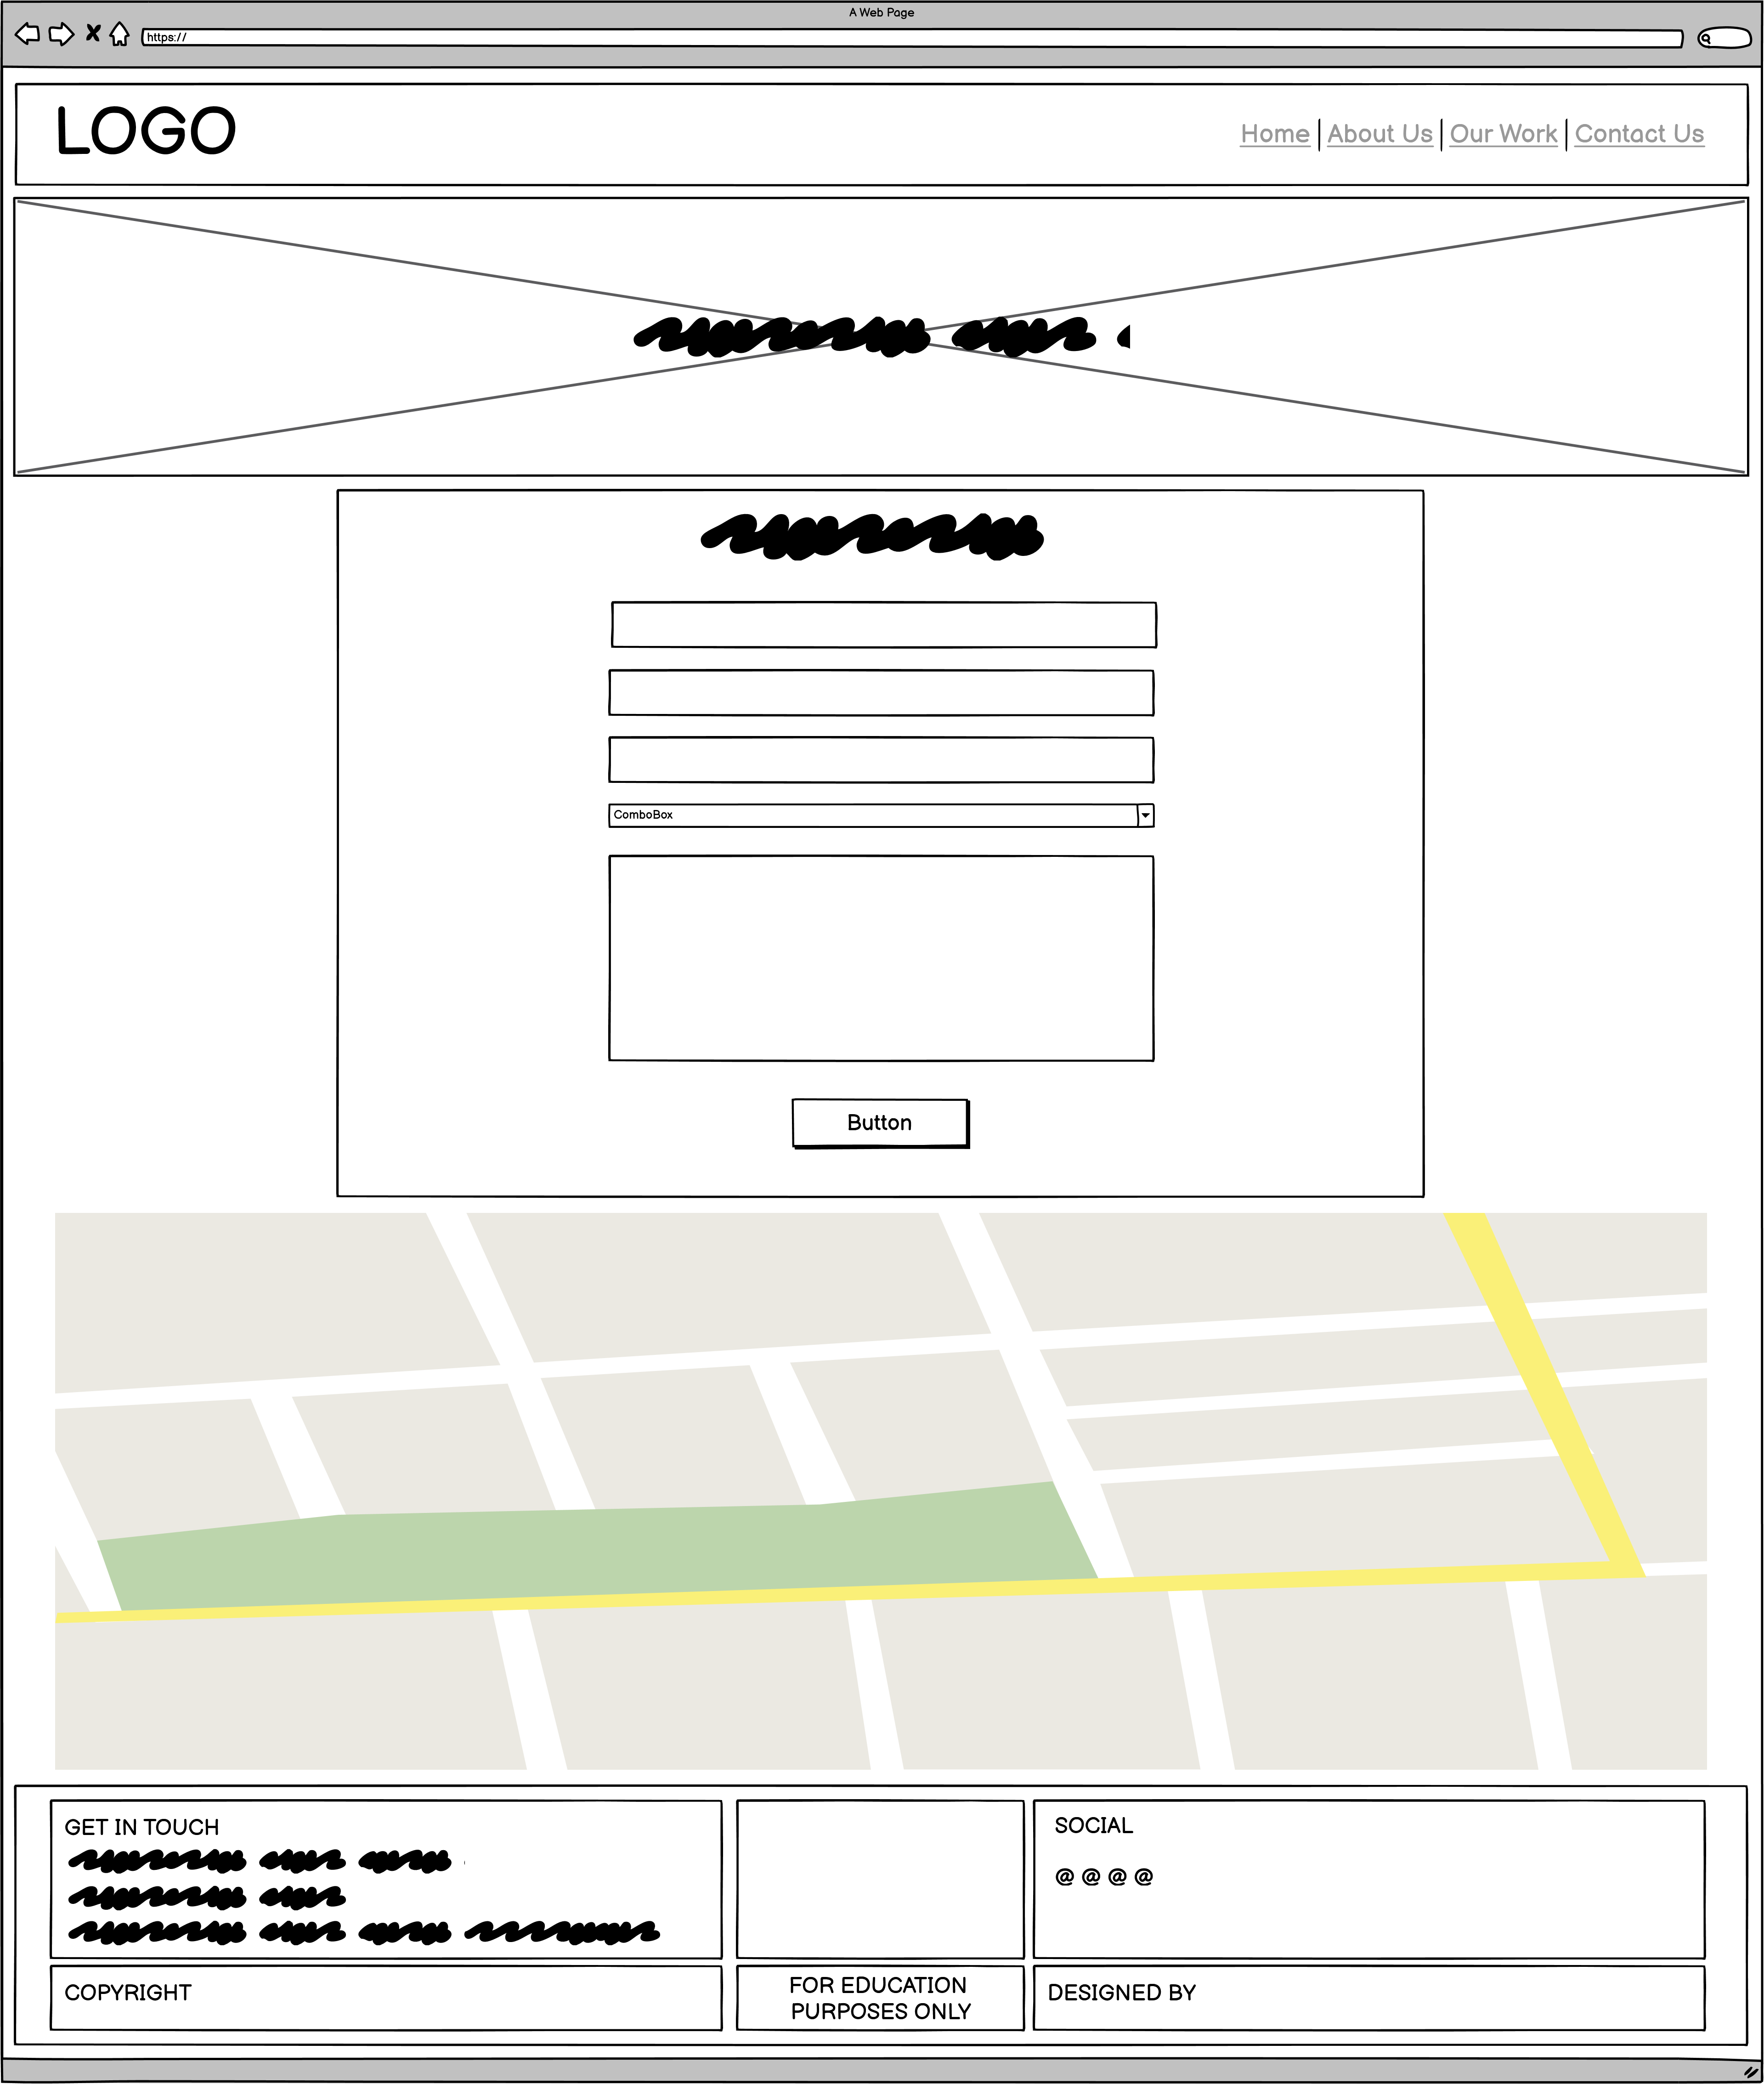 A Web Page
https://
LOGO
Home About Us Our Work Contact Us
ComboBox
Button
GET IN TOUCH
SOCIAL
@ @ @ @
COPYRIGHT
FOR EDUCATION
PURPOSES ONLY
DESIGNED BY